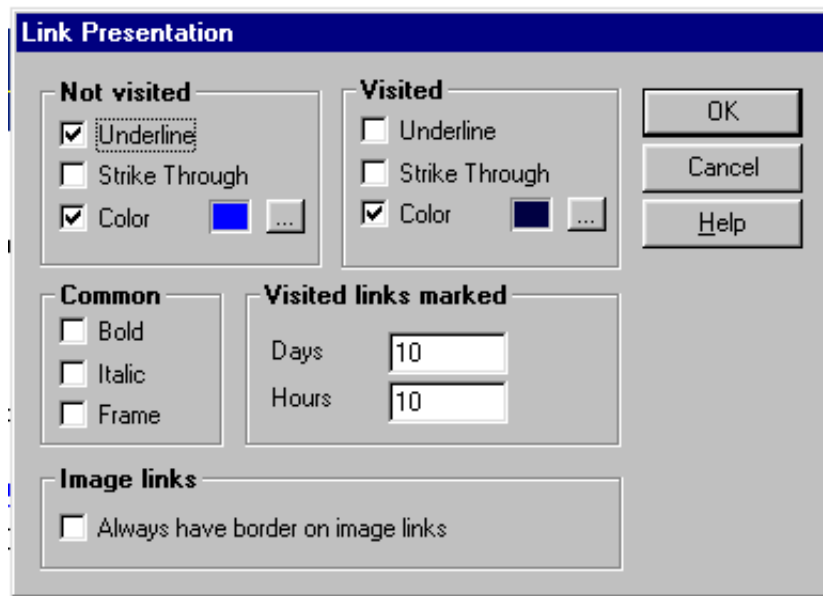 Link Presentation
Not visited
Underline
Strike Through
Color ...
Visited
Underline
Strike Through
Color ...
OK
Cancel
Help
Common
Bold
Italic
Frame
Visited links marked
Days 10
Hours 10
Image links
Always have border on image links